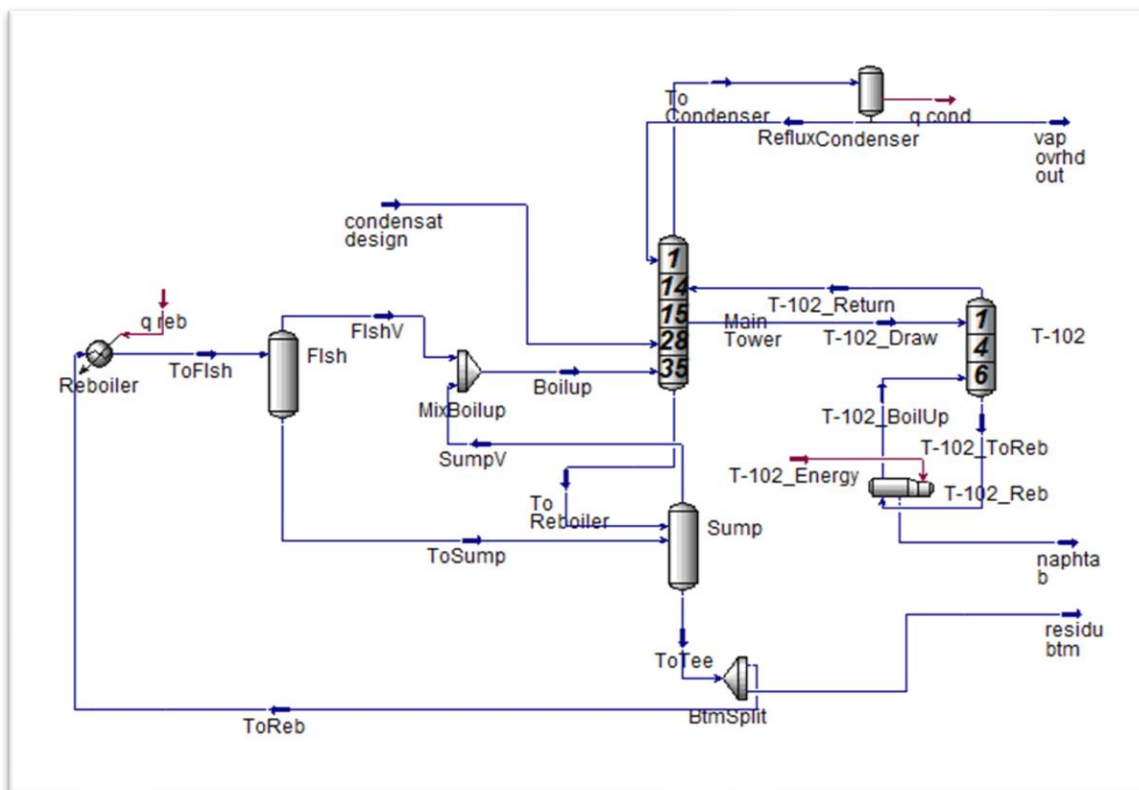 To
Condenser
q cond
Reflux
Condenser
vap
ovrhd
out
condensat
design
1
14
15
28
35
T-102_Return
Main
Tower
T-102_Draw
1
4
6
T-102
q reb
FlshV
Flsh
ToFlsh
Reboiler
MixBoilup
Boilup
SumpV
T-102_BoilUp
T-102_ToReb
T-102_Energy
T-102_Reb
To
Reboiler
Sump
ToSump
naphta
b
residu
btm
ToTee
BtmSplit
ToReb